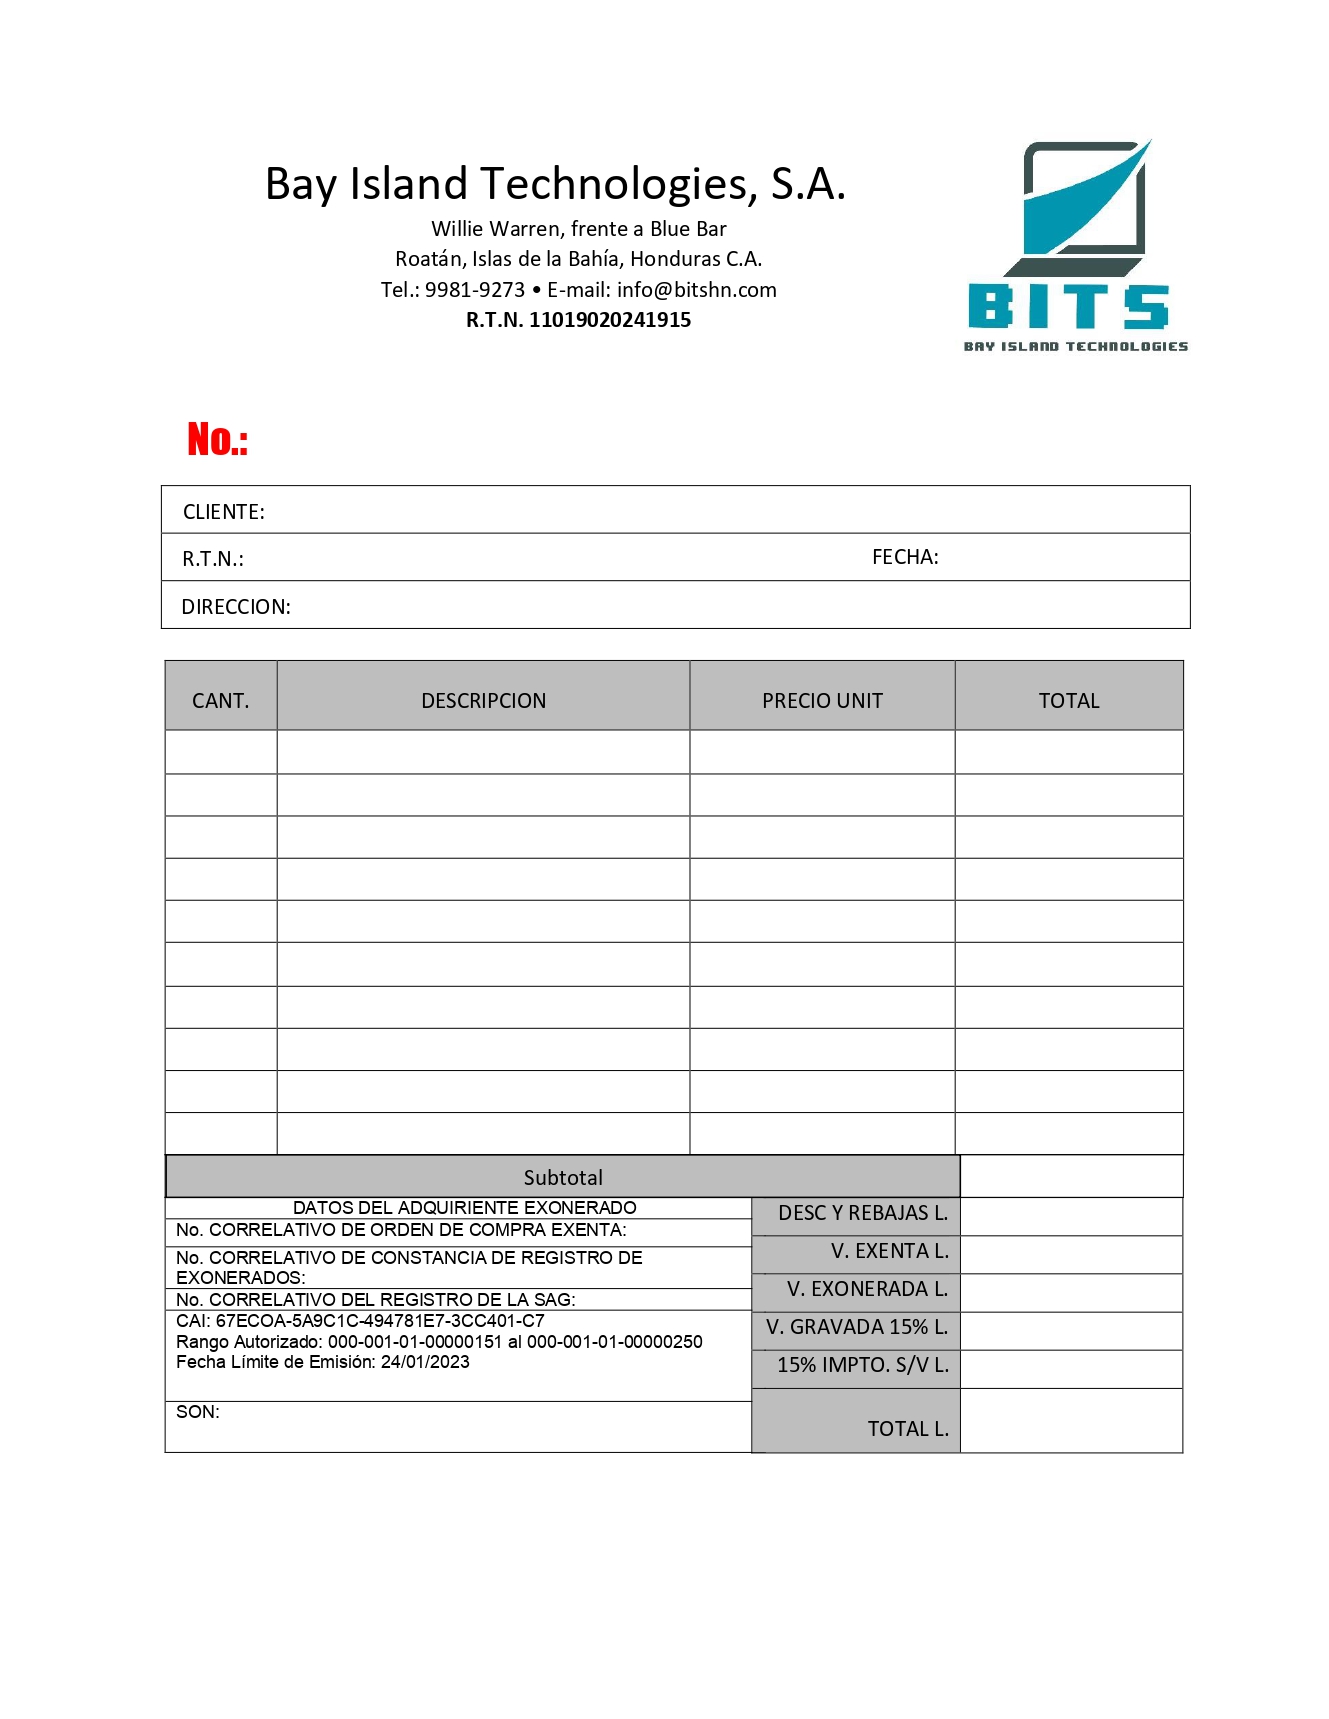 Bay Island Technologies, S.A.
Willie Warren, frente a Blue Bar
Roatán, Islas de la Bahía, Honduras C.A.
Tel.: 9981-9273 • E-mail: info@bitshn.com
R.T.N. 11019020241915
BITS
BAY ISLAND TECHNOLOGIES
No.:
CLIENTE:
R.T.N.: FECHA:
DIRECCION:
CANT. DESCRIPCION PRECIO UNIT TOTAL
Subtotal
DATOS DEL ADQUIRIENTE EXONERADO
No. CORRELATIVO DE ORDEN DE COMPRA EXENTA:
No. CORRELATIVO DE CONSTANCIA DE REGISTRO DE
EXONERADOS:
No. CORRELATIVO DEL REGISTRO DE LA SAG:
CAI: 67ECOA-5A9C1C-494781E7-3CC401-C7
Rango Autorizado: 000-001-01-00000151 al 000-001-01-00000250
Fecha Límite de Emisión: 24/01/2023
SON:
DESC Y REBAJAS L.
V. EXENTA L.
V. EXONERADA L.
V. GRAVADA 15% L.
15% IMPTO. S/V L.
TOTAL L.